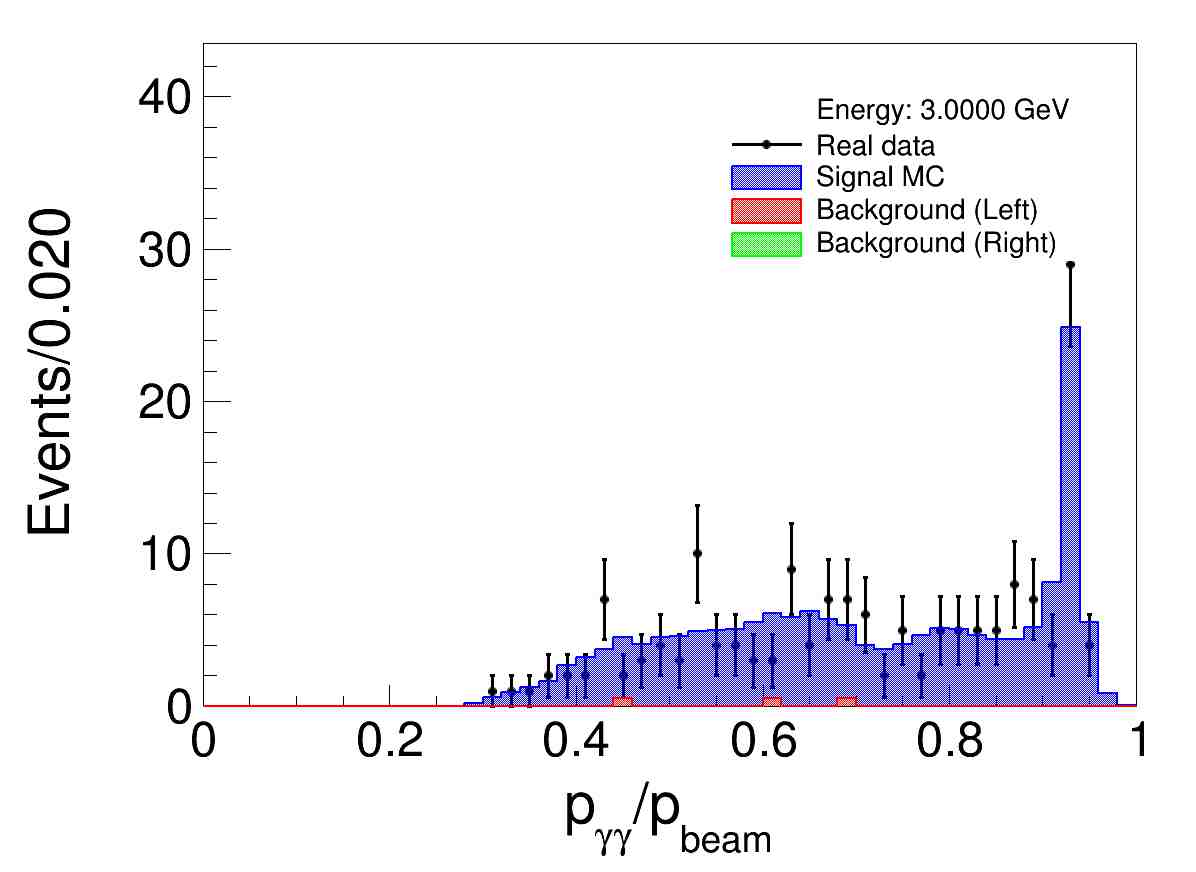 Energy: 3.0000 GeV
Real data
Signal MC
Background (Left)
Background (Right)
Events/0.020
40
30
20
10
0
0 0.2 0.4 0.6 0.8 1
pγγ/pbeam